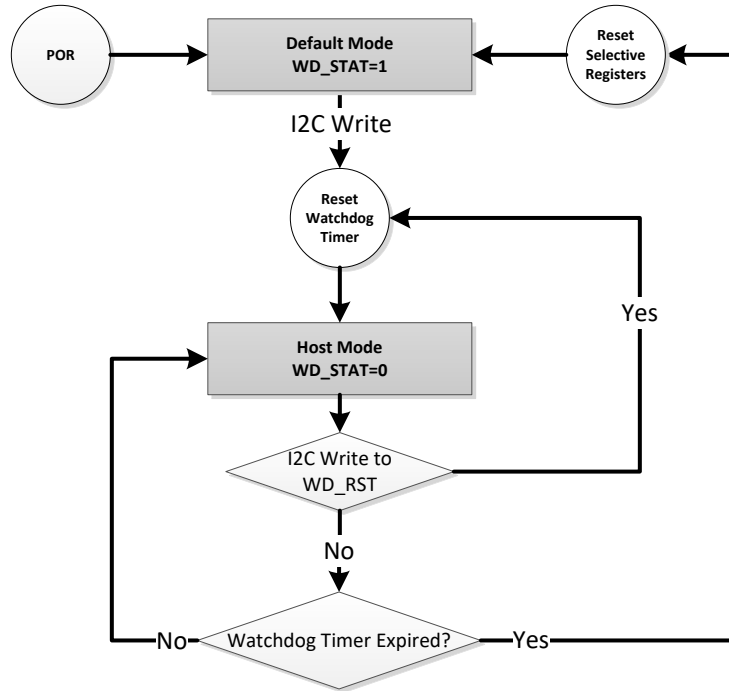 POR
Default Mode
WD_STAT=1
Reset
Selective
Registers
I2C Write
Reset
Watchdog
Timer
Yes
Host Mode
WD_STAT=0
I2C Write to
WD_RST
No
No
Watchdog Timer Expired?
Yes